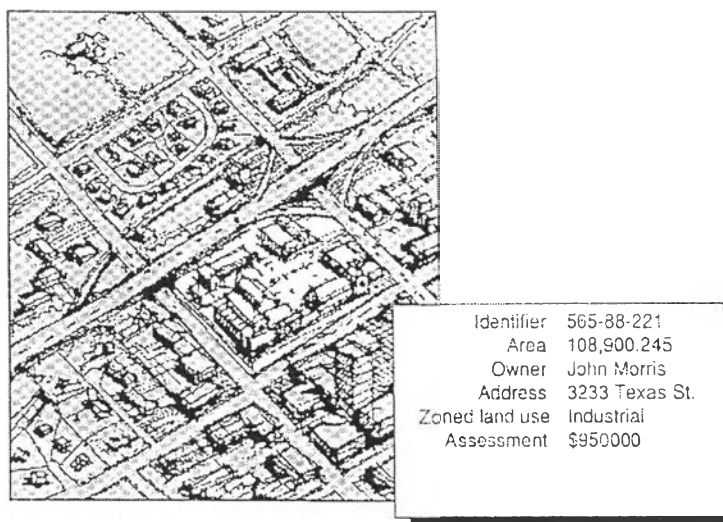 Identifier 565-88-221
Area 108,900.245
Owner John Morris
Address 3233 Texas St.
Zoned land use Industrial
Assessment $950000